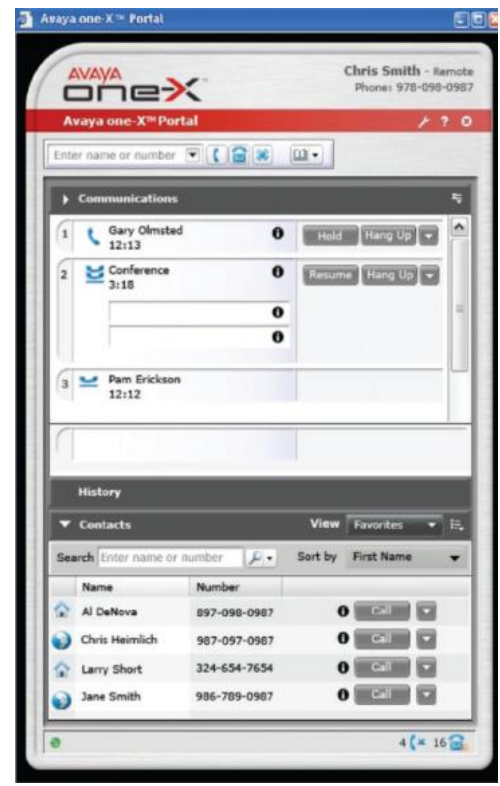 Avaya one-X™ Portal
AVAYA
one-X™
Chris Smith - Remote
Phone: 978-098-0987
Avaya one-X™ Portal
?
Enter name or number
Communications
1 Gary Olmsted
12:13
Hold Hang Up
2 Conference
3:18
Resume Hang Up
3 Pam Erickson
12:12
History
Contacts View Favorites
Search Enter name or number Sort by First Name
Name Number
Al DeNova 897-098-0987 Call
Chris Heimlich 987-097-0987 Call
Larry Short 324-654-7654 Call
Jane Smith 986-789-0987 Call
4 16